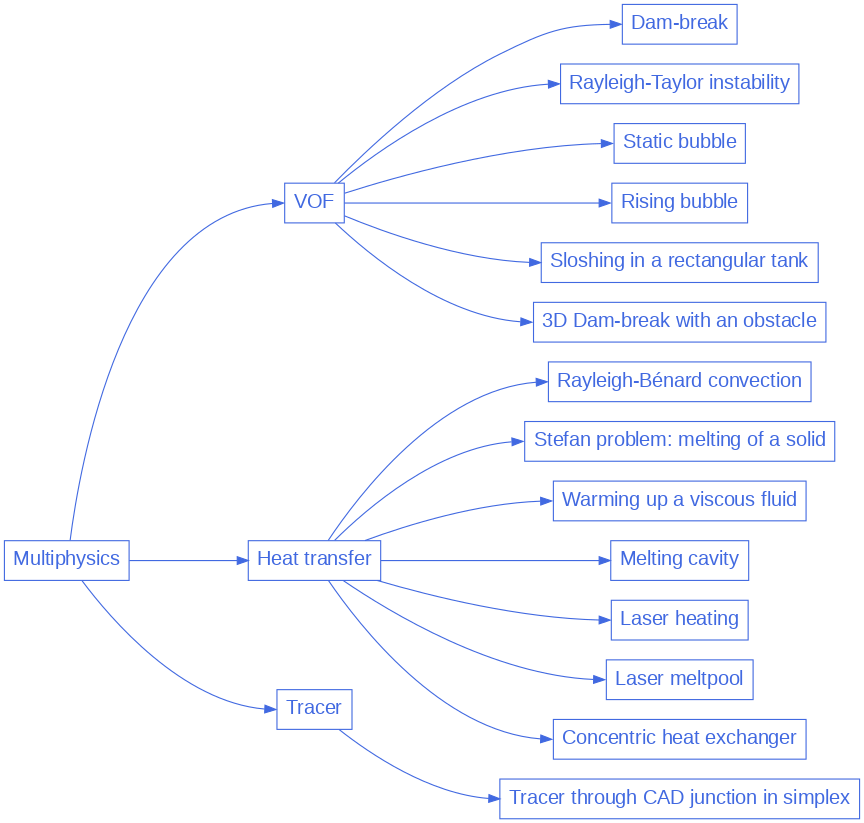 Dam-break
Rayleigh-Taylor instability
Static bubble
VOF
Rising bubble
Sloshing in a rectangular tank
3D Dam-break with an obstacle
Rayleigh-Bénard convection
Stefan problem: melting of a solid
Warming up a viscous fluid
Multiphysics
Heat transfer
Melting cavity
Laser heating
Laser meltpool
Tracer
Concentric heat exchanger
Tracer through CAD junction in simplex